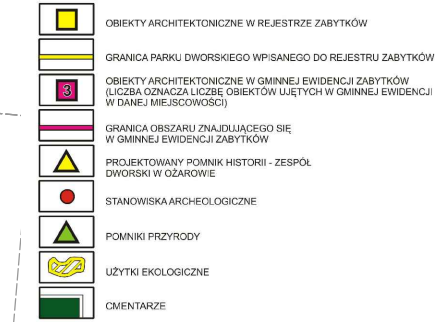 OBIEKTY ARCHITEKTONICZNE W REJESTRZE ZABYTKÓW
GRANICA PARKU DWORSKIEGO WPISANEGO DO REJESTRU ZABYTKÓW
3
OBIEKTY ARCHITEKTONICZNE W GMINNEJ EWIDENCJI ZABYTKÓW
(LICZBA OZNACZA LICZBĘ OBIEKTÓW UJĘTYCH W GMINNEJ EWIDENCJI
W DANEJ MIEJSCOWOŚCI)
GRANICA OBSZARU ZNAJDUJĄCEGO SIĘ
W GMINNEJ EWIDENCJI ZABYTKÓW
PROJEKTOWANY POMNIK HISTORII - ZESPÓŁ
DWORSKI W OŻAROWIE
STANOWISKA ARCHEOLOGICZNE
POMNIKI PRZYRODY
UŻYTKI EKOLOGICZNE
CMENTARZE